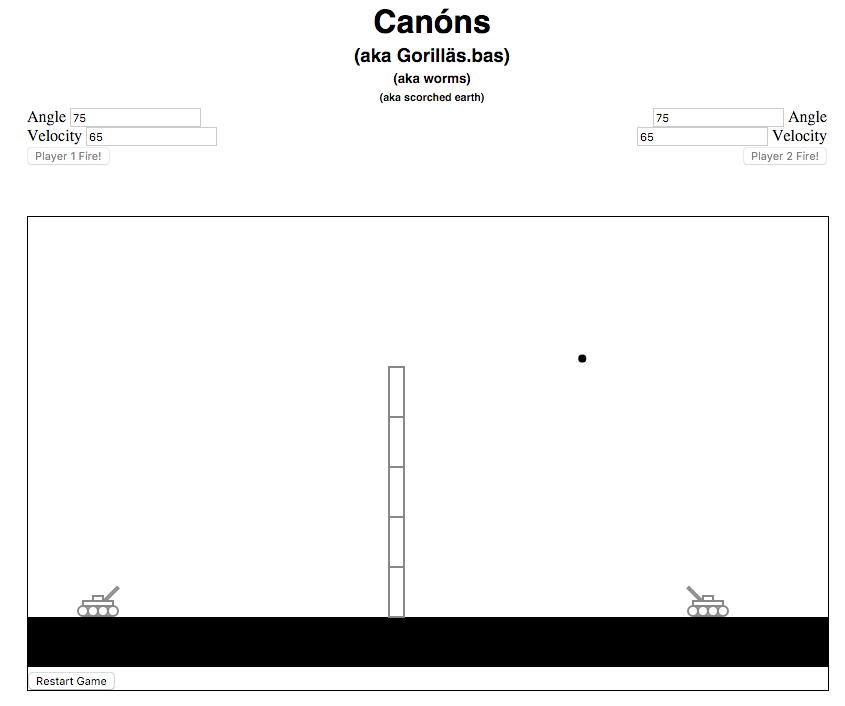 Canóns
(aka Gorilläs.bas)
(aka worms)
(aka scorched earth)
Angle 75
75 Angle
Velocity 65
65 Velocity
Player 1 Fire!
Player 2 Fire!
Restart Game